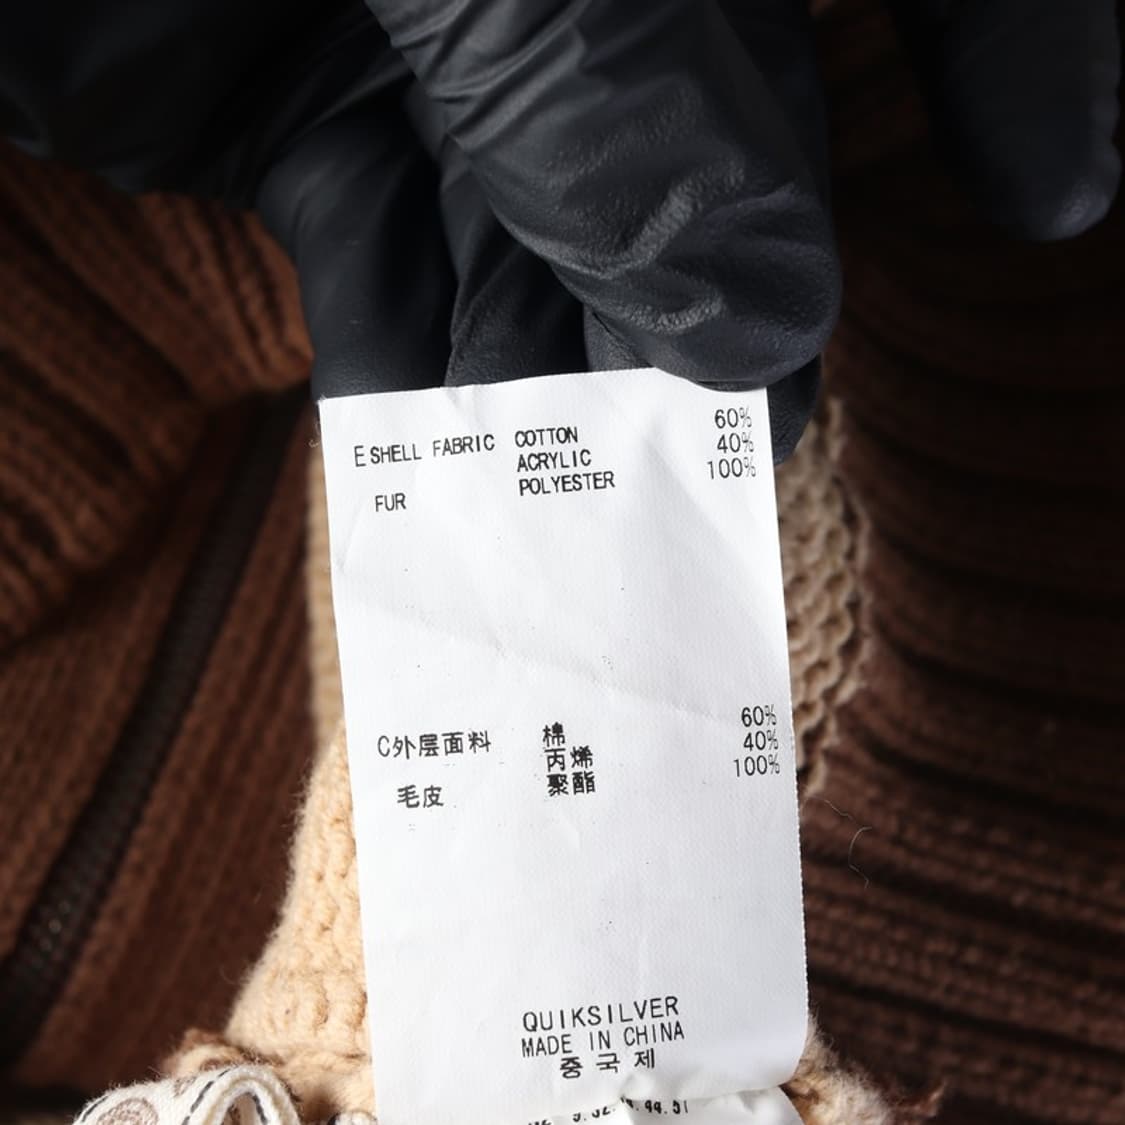 E SHELL FABRIC COTTON 60%
ACRYLIC 40%
FUR POLYESTER 100%
C外层面料 棉 60%
丙烯 40%
毛皮 聚酯 100%
QUIKSILVER
MADE IN CHINA
중국제